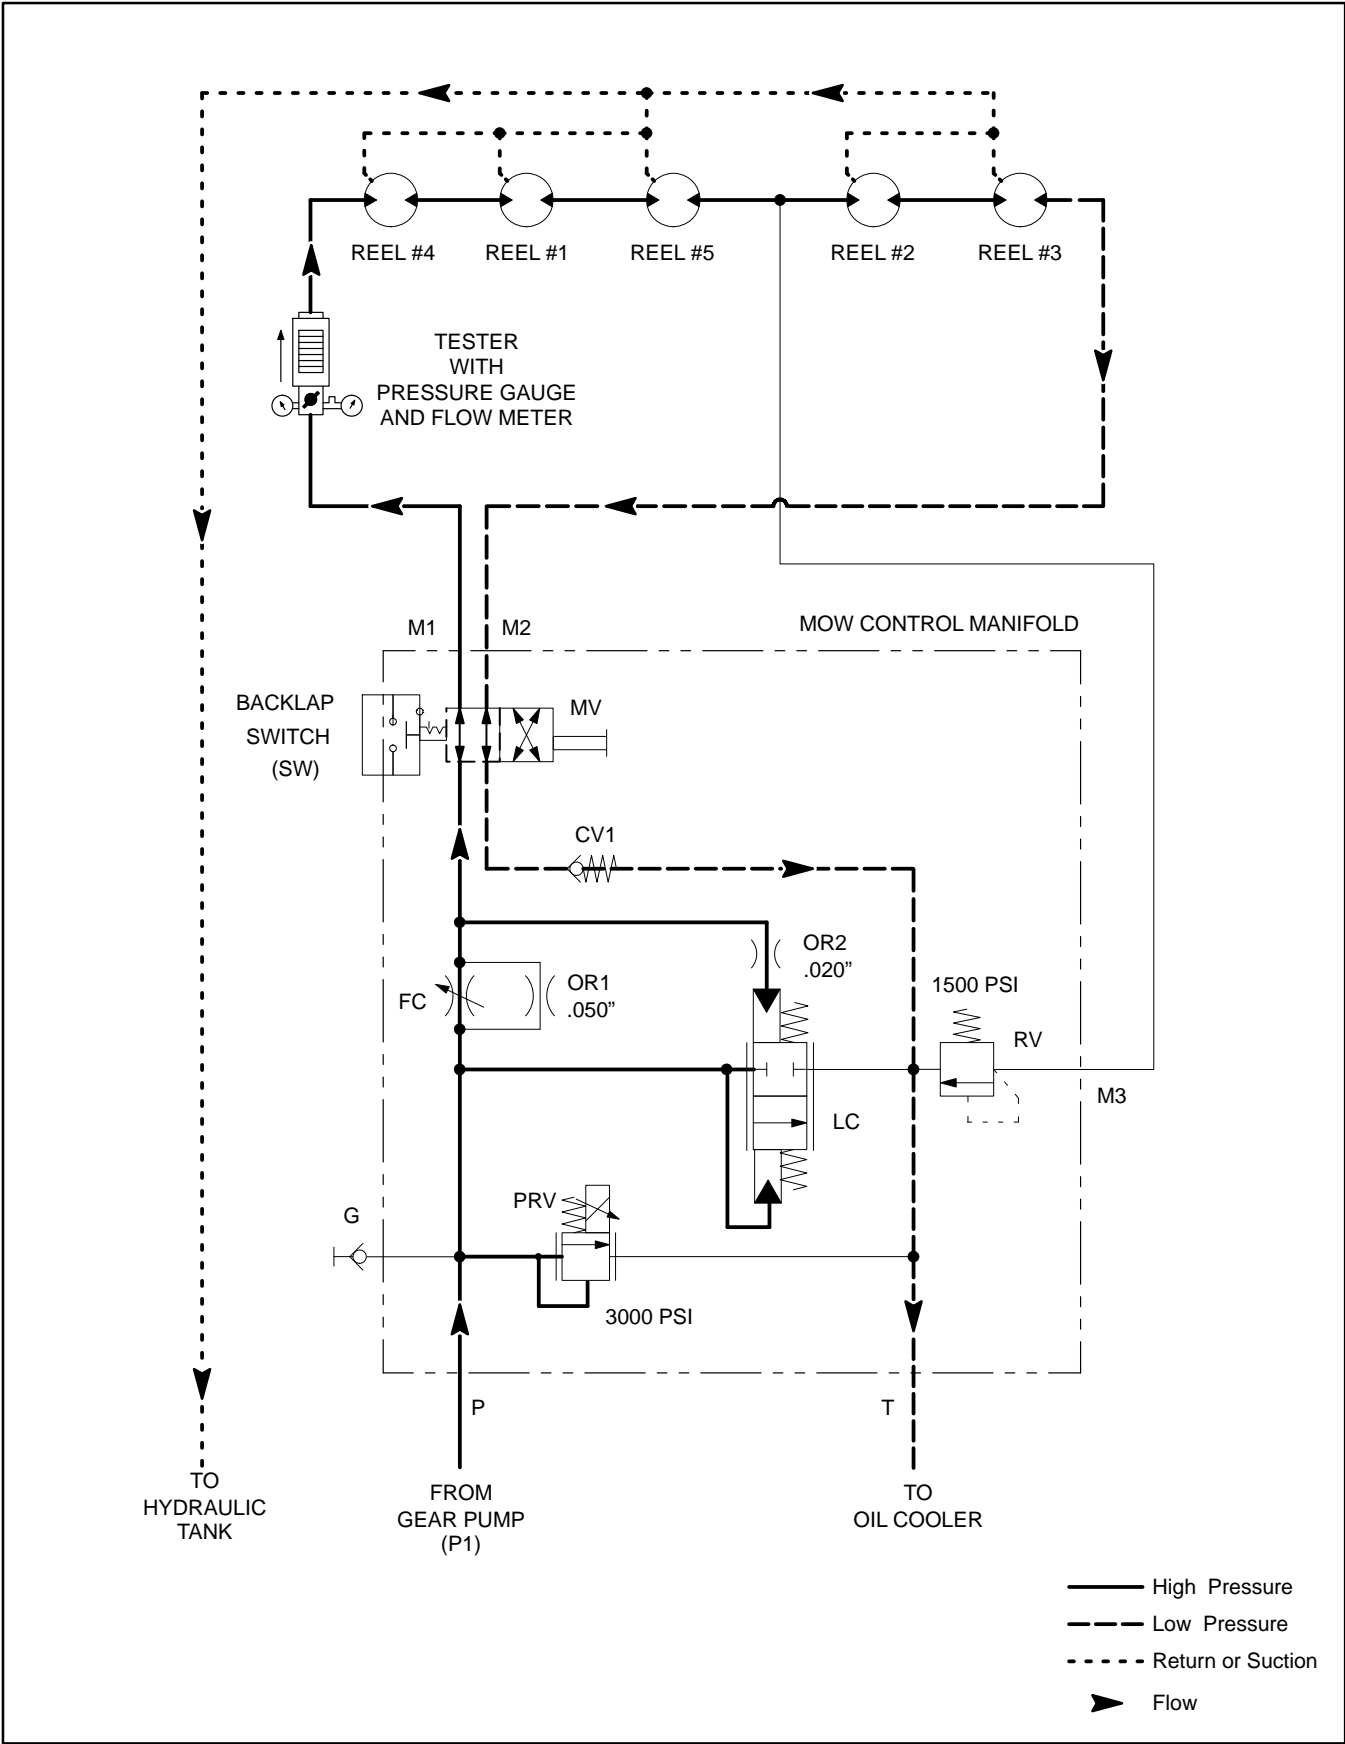 REEL #4
REEL #1
REEL #5
REEL #2
REEL #3
TESTER
WITH
PRESSURE GAUGE
AND FLOW METER
M1
M2
MOW CONTROL MANIFOLD
BACKLAP
SWITCH
(SW)
MV
CV1
OR2
.020”
FC
OR1
.050”
1500 PSI
RV
M3
LC
PRV
G
3000 PSI
P
T
TO
HYDRAULIC
TANK
FROM
GEAR PUMP
(P1)
TO
OIL COOLER
High Pressure
Low Pressure
Return or Suction
Flow